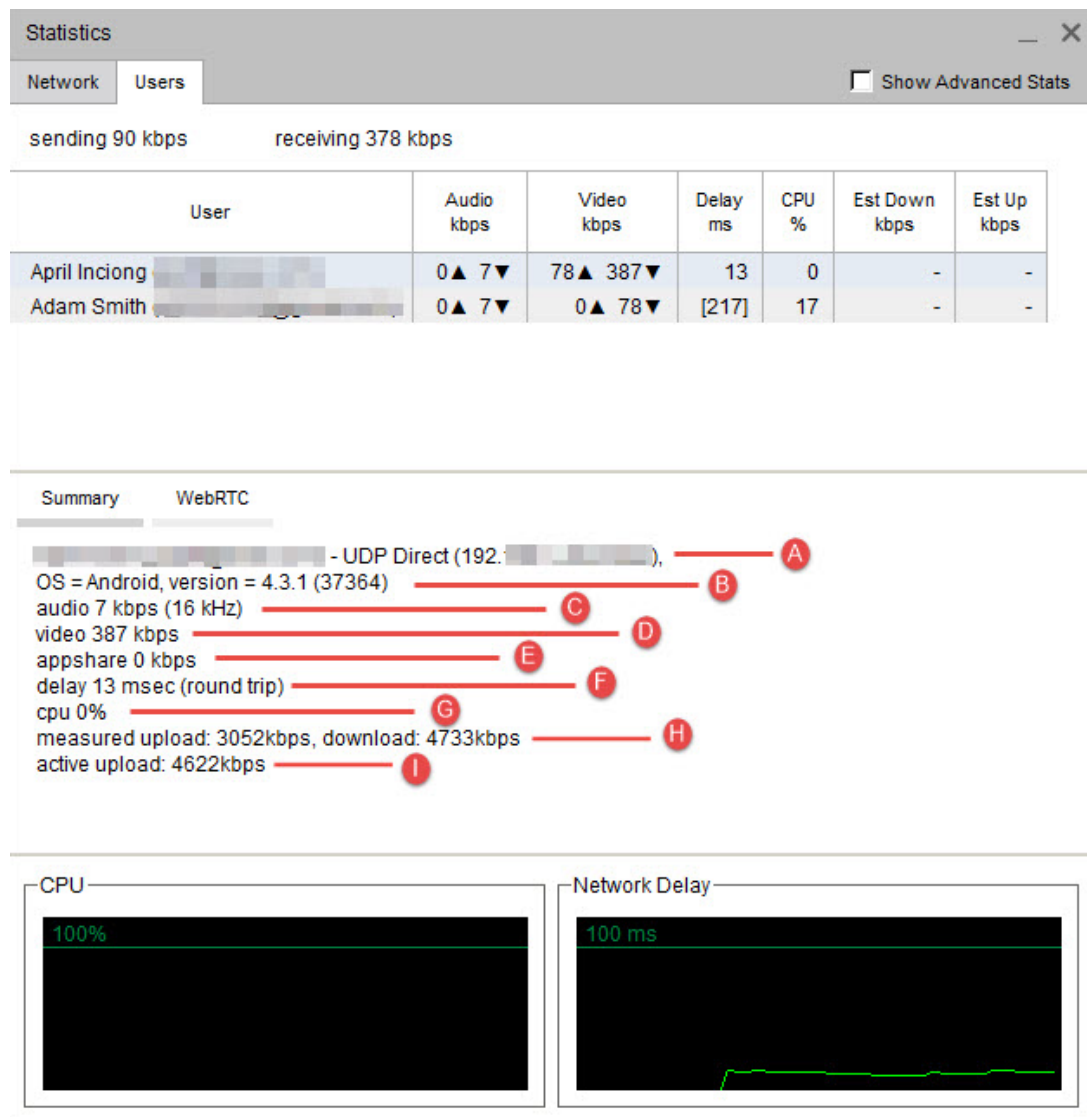 Statistics
Network Users Show Advanced Stats
sending 90 kbps receiving 378 kbps
User Audio kbps Video kbps Delay ms CPU % Est Down kbps Est Up kbps
April Inciong 0▲ 7▼ 78▲ 387▼ 13 0 - -
Adam Smith 0▲ 7▼ 0▲ 78▼ [217] 17 - -
Summary WebRTC
- UDP Direct (192. ), A
OS = Android, version = 4.3.1 (37364) B
audio 7 kbps (16 kHz) C
video 387 kbps D
appshare 0 kbps E
delay 13 msec (round trip) F
cpu 0% G
measured upload: 3052kbps, download: 4733kbps H
active upload: 4622kbps I
CPU Network Delay
100% 100 ms